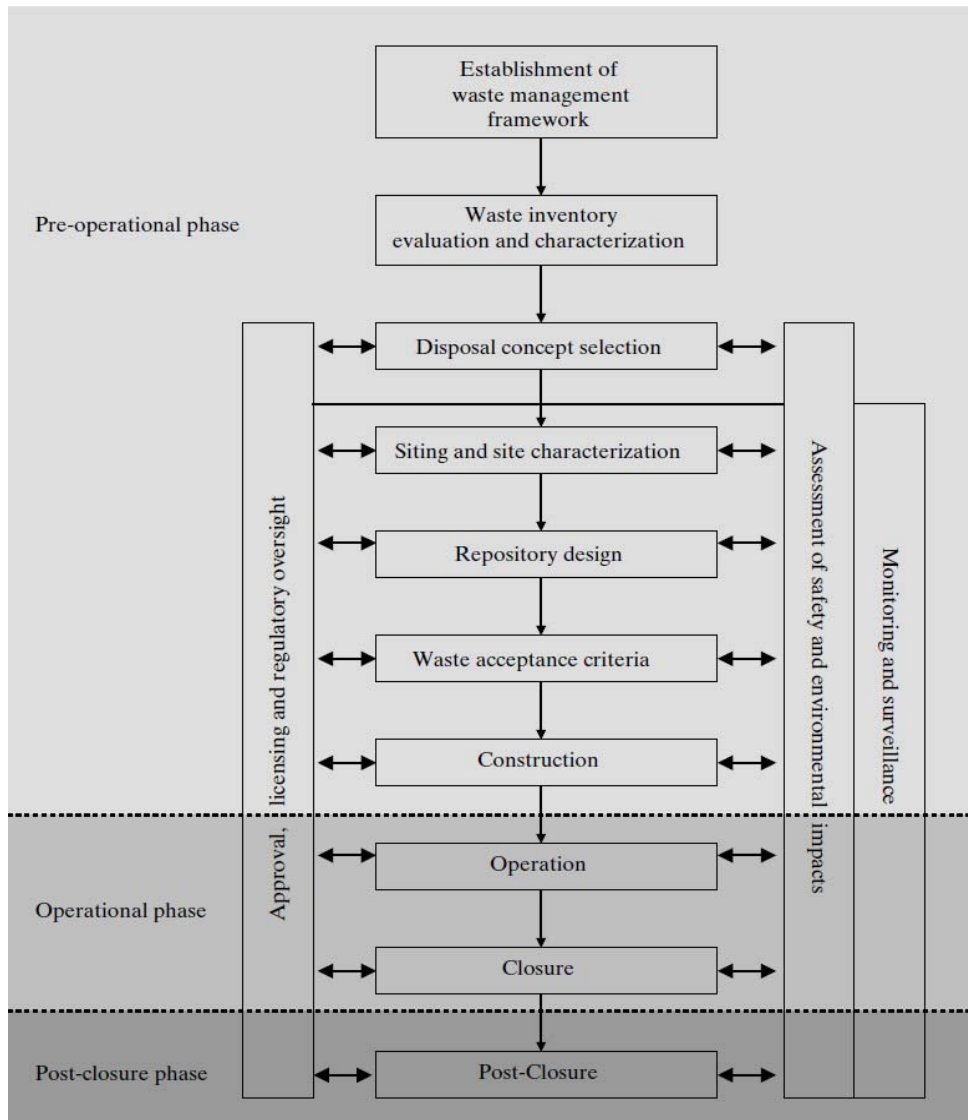 Establishment of
waste management
framework
Pre-operational phase
Waste inventory
evaluation and characterization
Disposal concept selection
Siting and site characterization
Repository design
Waste acceptance criteria
Construction
Approval, licensing and regulatory oversight
Assessment of safety and environmental impacts
Monitoring and surveillance
Operation
Operational phase
Closure
Post-closure phase
Post-Closure